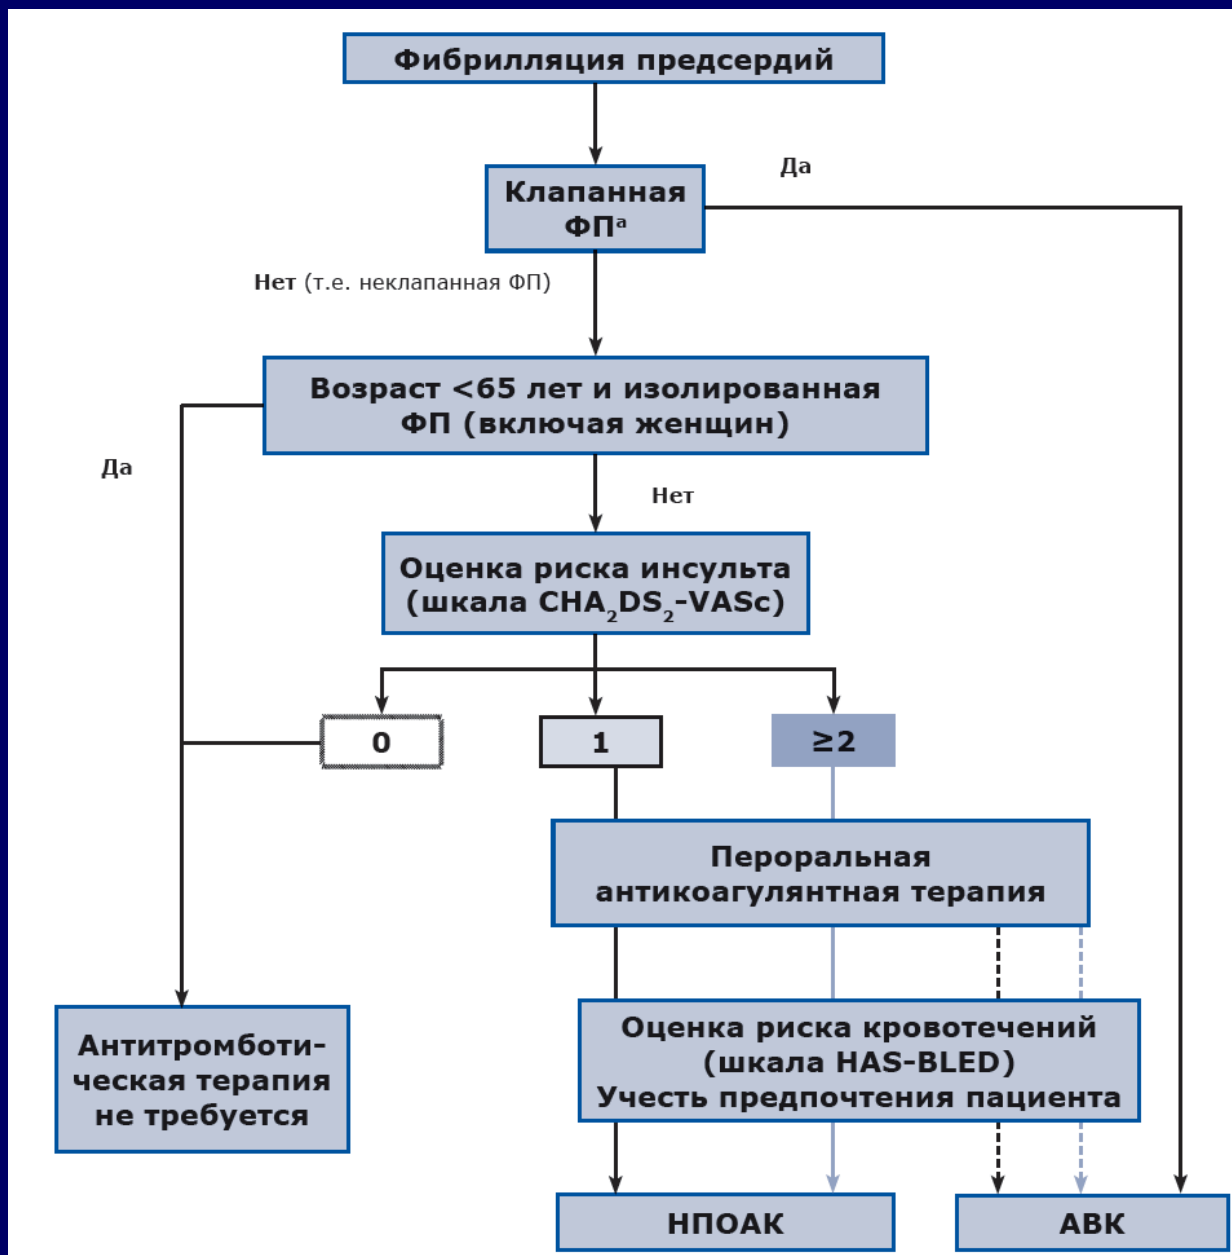 Фибрилляция предсердий
Да
Клапанная
ФПᵃ
Нет (т.е. неклапанная ФП)
Возраст <65 лет и изолированная
ФП (включая женщин)
Да
Нет
Оценка риска инсульта
(шкала CHA₂DS₂-VASc)
0
1
≥2
Пероральная
антикоагулянтная терапия
Антитромботи-
ческая терапия
не требуется
Оценка риска кровотечений
(шкала HAS-BLED)
Учесть предпочтения пациента
НПОАК
АВК